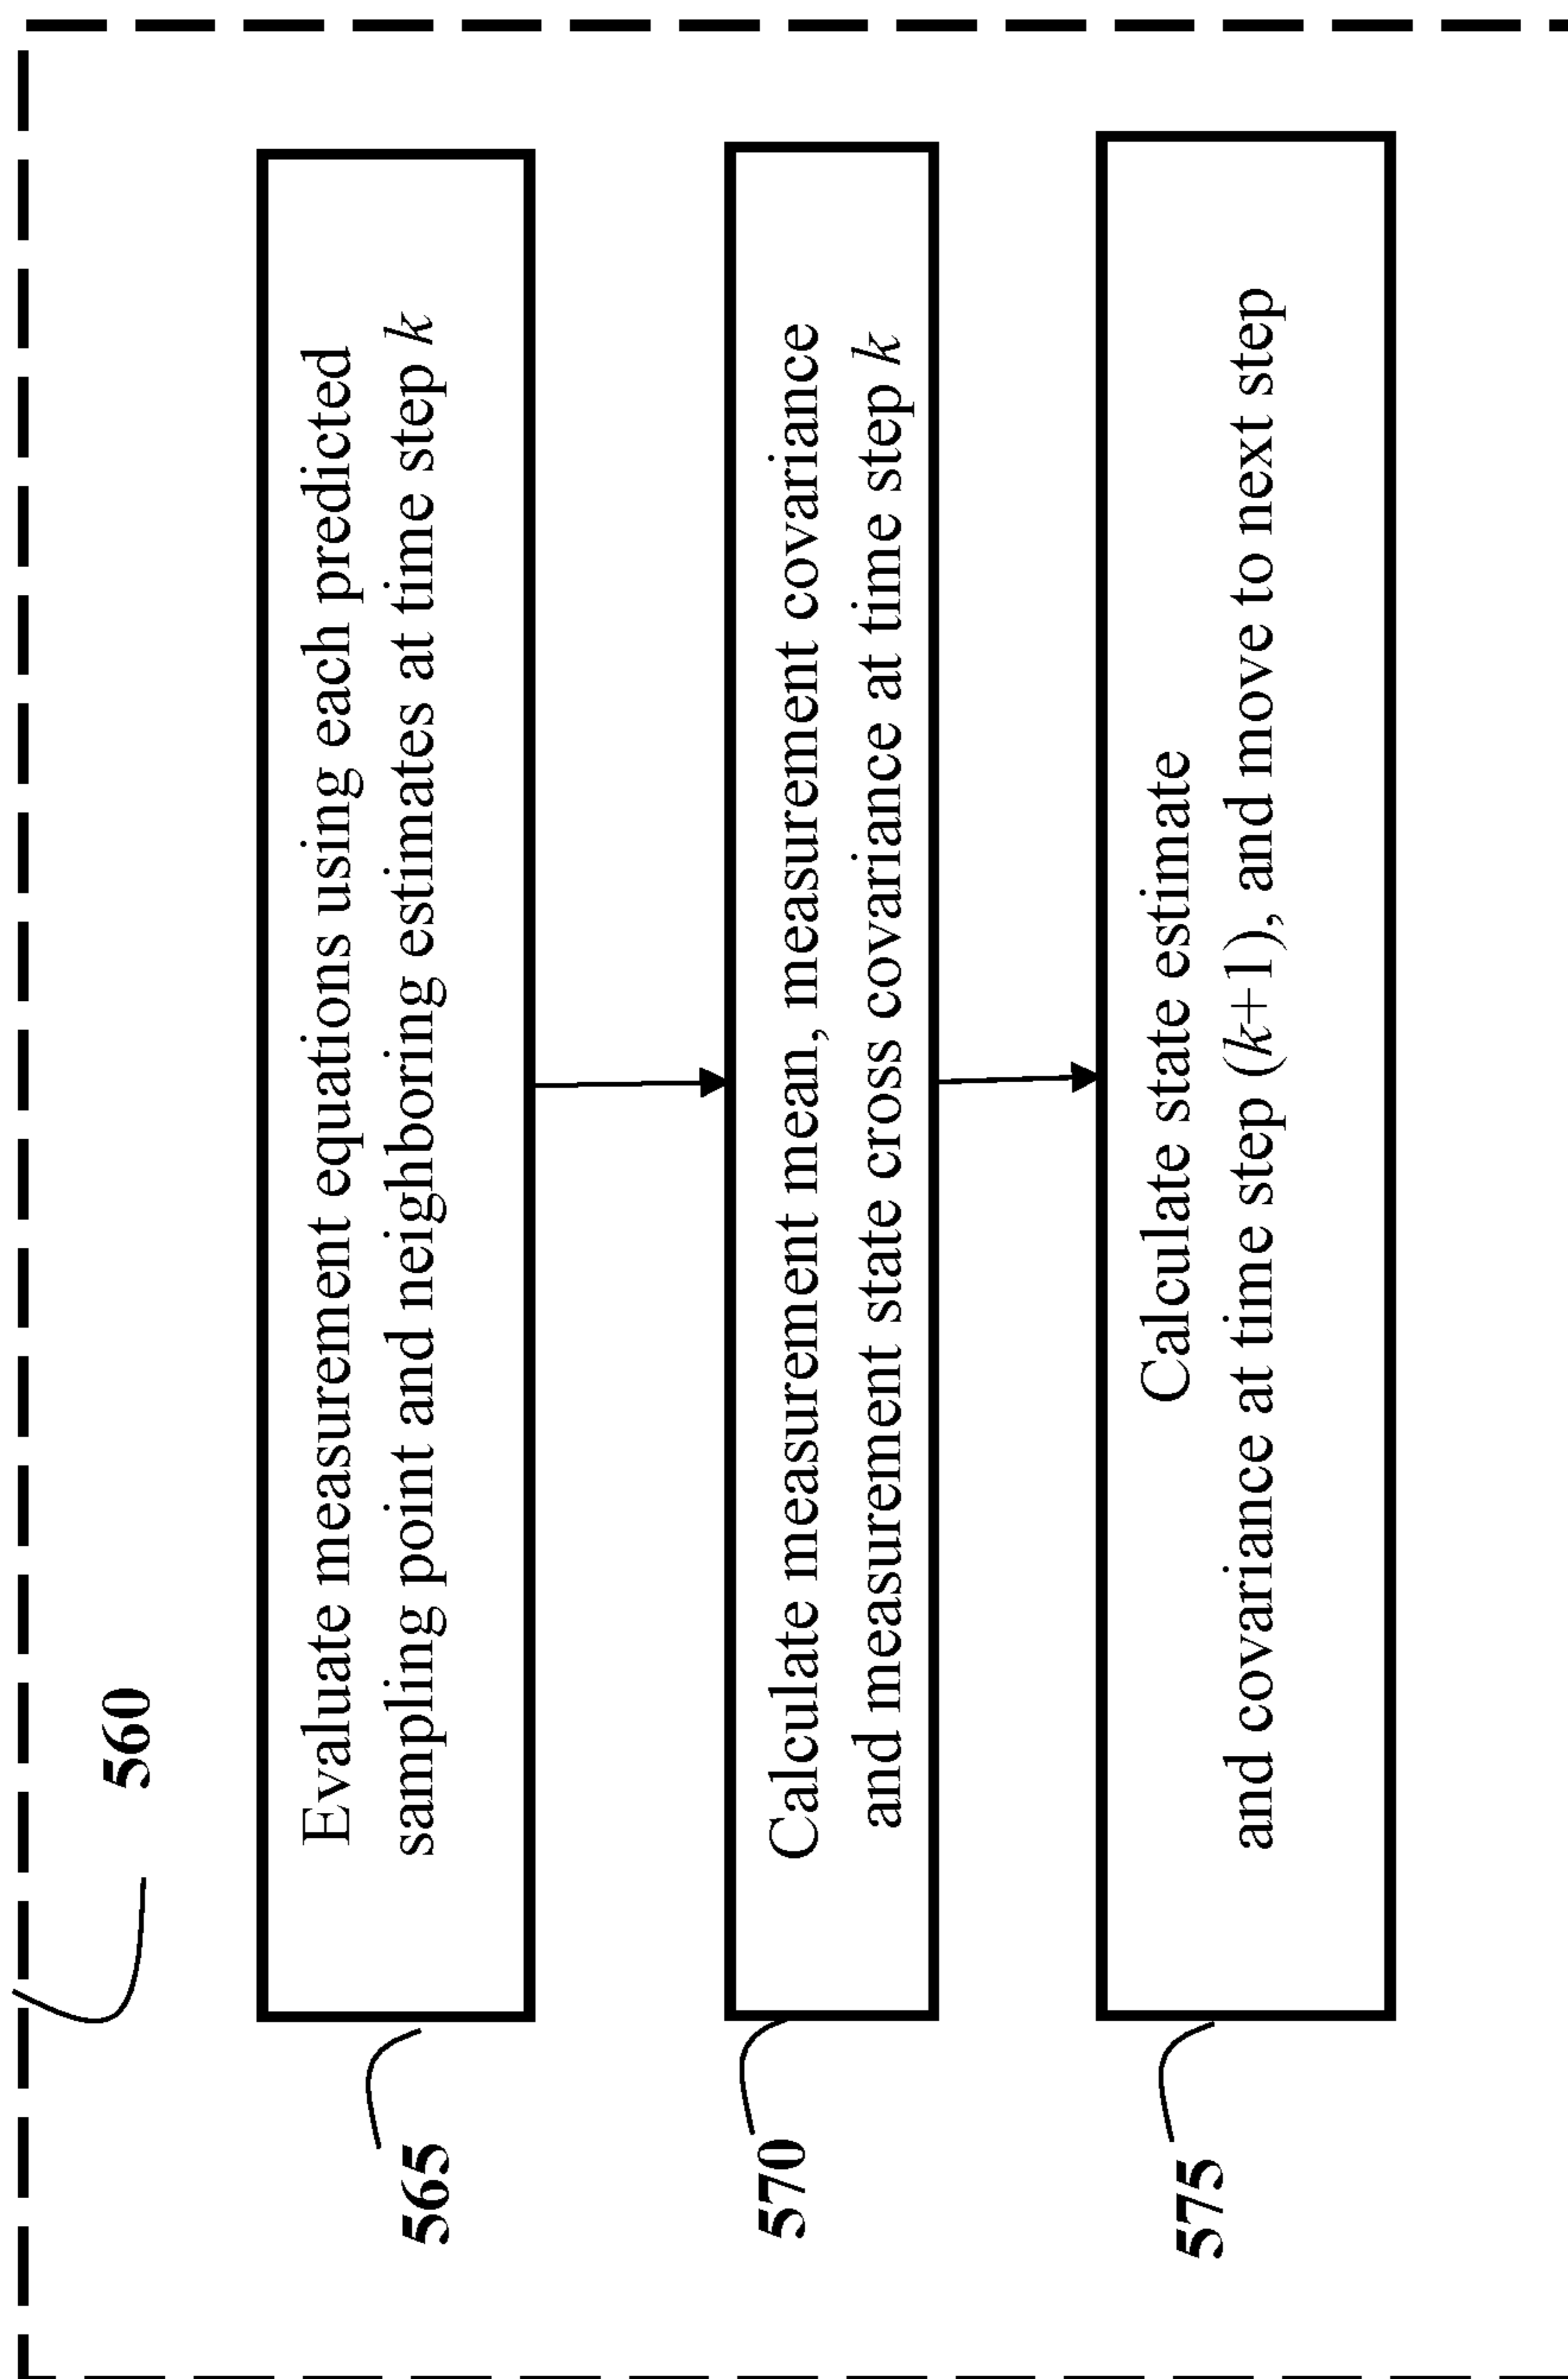 560
565
Evaluate measurement equations using each predicted
sampling point and neighboring estimates at time step k
570
Calculate measurement mean, measurement covariance
and measurement state cross covariance at time step k
575
Calculate state estimate
and covariance at time step (k+1), and move to next step